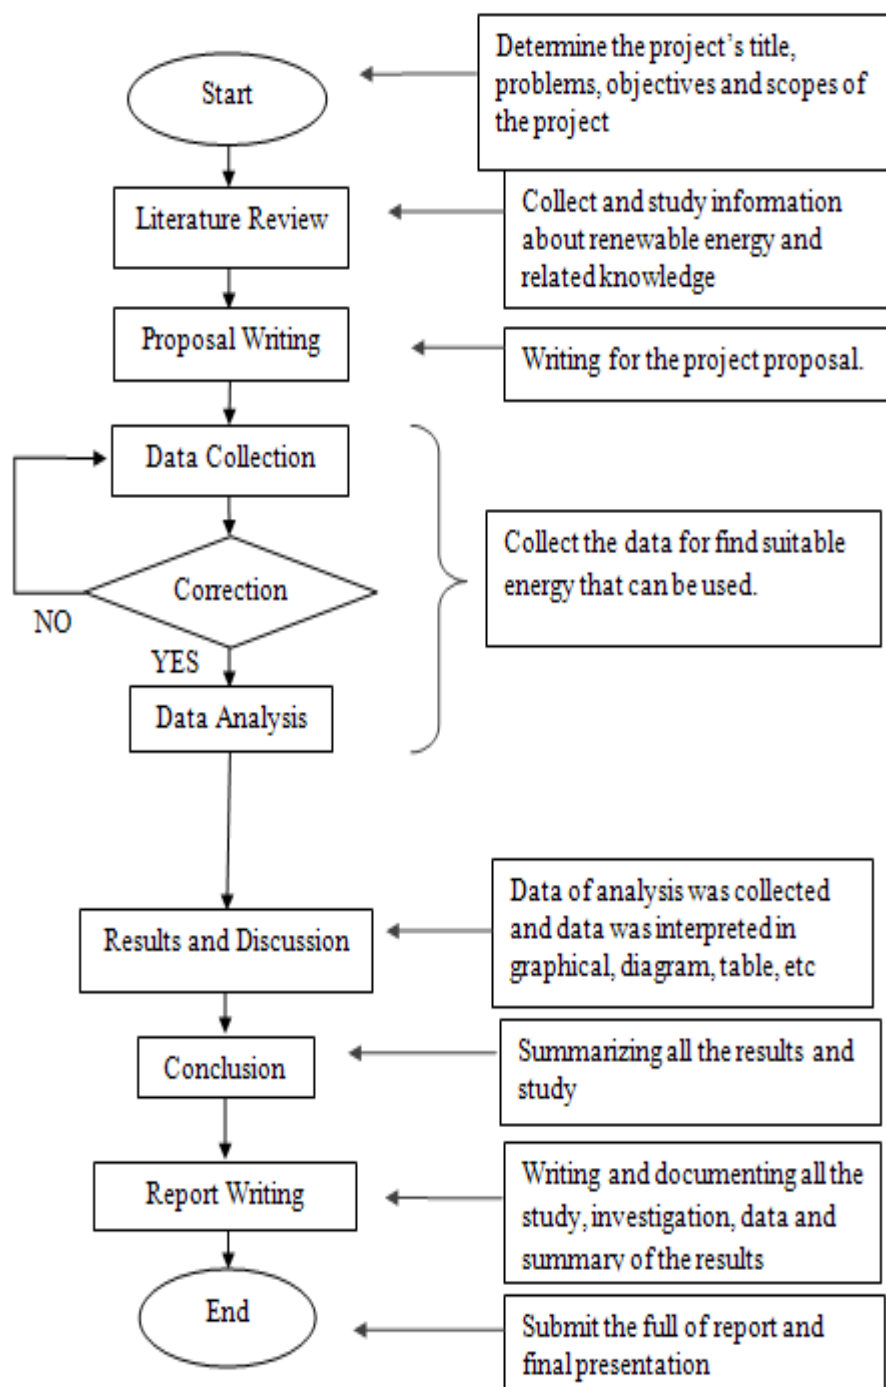 Start
Determine the project’s title,
problems, objectives and scopes of
the project
Literature Review
Collect and study information
about renewable energy and
related knowledge
Proposal Writing
Writing for the project proposal.
Data Collection
Correction
NO
YES
Data Analysis
Collect the data for find suitable
energy that can be used.
Results and Discussion
Data of analysis was collected
and data was interpreted in
graphical, diagram, table, etc
Conclusion
Summarizing all the results and
study
Report Writing
Writing and documenting all the
study, investigation, data and
summary of the results
End
Submit the full of report and
final presentation